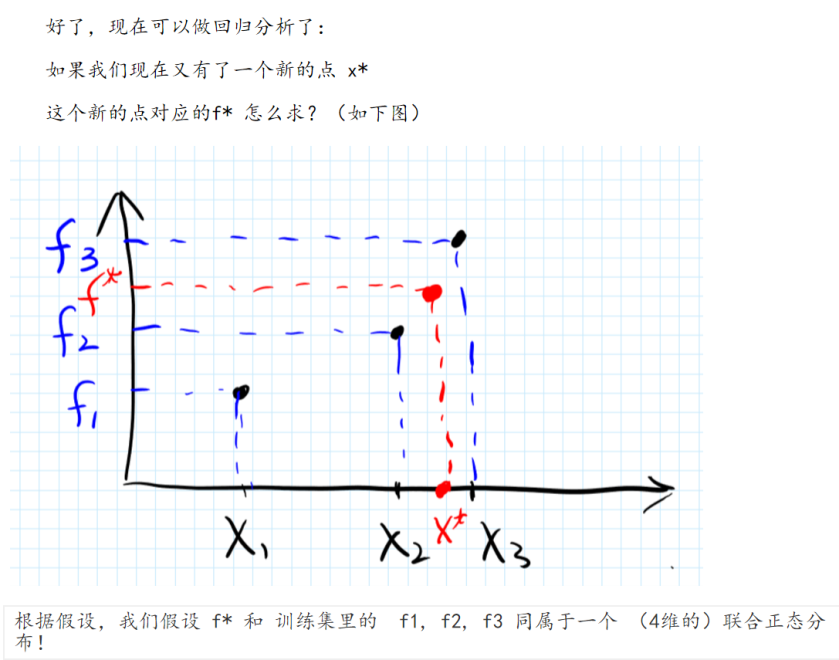 好了，现在可以做回归分析了：
如果我们现在又有了一个新的点 x*
这个新的点对应的f* 怎么求？（如下图）
f3
f*
f2
f1
X1 X2 X* X3
根据假设，我们假设 f* 和 训练集里的 f1, f2, f3 同属于一个 （4维的）联合正态分
布！